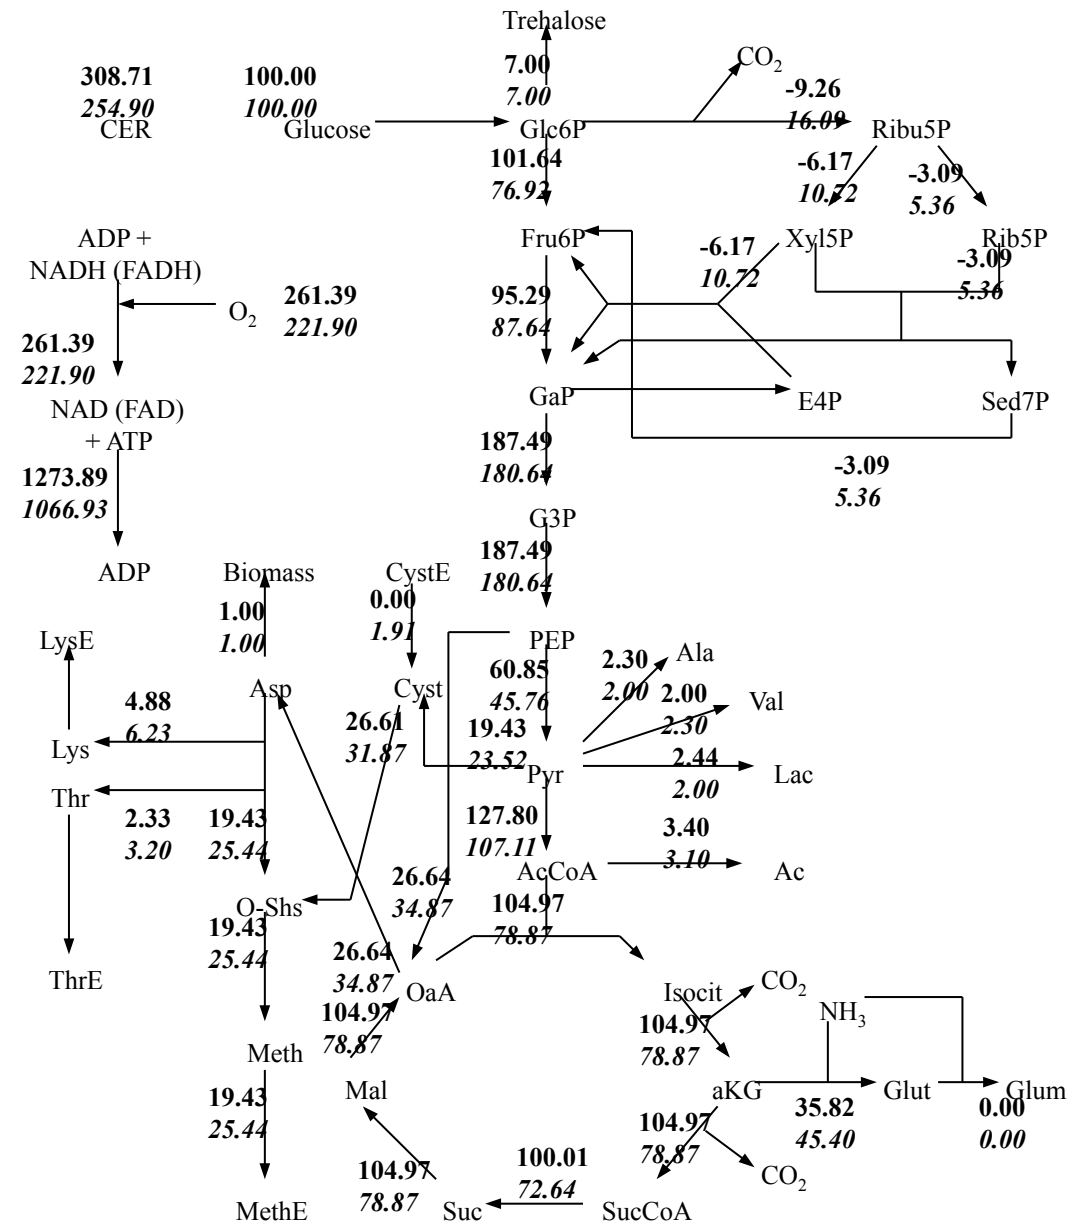 Trehalose
7.00
7.00
CO2
308.71
254.90
CER
100.00
100.00
Glucose
Glc6P
-9.26
16.09
Ribu5P
101.64
76.92
-6.17
10.72
-3.09
5.36
ADP +
NADH (FADH)
Fru6P
-6.17
10.72
Xyl5P
Rib5P
-3.09
5.36
O2
261.39
221.90
95.29
87.64
261.39
221.90
NAD (FAD)
+ ATP
GaP
E4P
Sed7P
1273.89
1066.93
187.49
180.64
-3.09
5.36
G3P
187.49
180.64
ADP
Biomass
1.00
1.00
CystE
0.00
1.91
LysE
PEP
60.85
45.76
2.30
2.00
Ala
Asp
Cyst
4.88
6.23
26.61
31.87
19.43
23.52
2.00
2.30
Val
Lys
Pyr
2.44
2.00
Lac
Thr
2.33
3.20
19.43
25.44
127.80
107.11
3.40
3.10
AcCoA
Ac
26.64
34.87
104.97
78.87
O-Shs
19.43
25.44
26.64
34.87
ThrE
OaA
Isocit
CO2
NH3
104.97
78.87
104.97
78.87
Meth
Mal
aKG
Glut
Glum
19.43
25.44
35.82
45.40
0.00
0.00
104.97
78.87
104.97
78.87
100.01
72.64
CO2
MethE
Suc
SucCoA